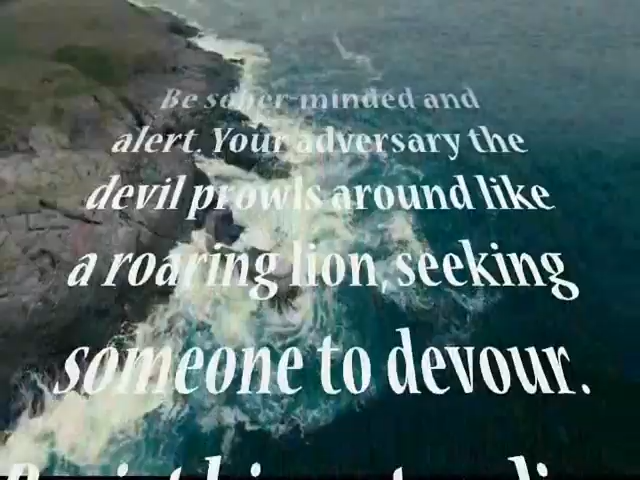 Be sober-minded and
alert. Your adversary the
devil prowls around like
a roaring lion, seeking
someone to devour.